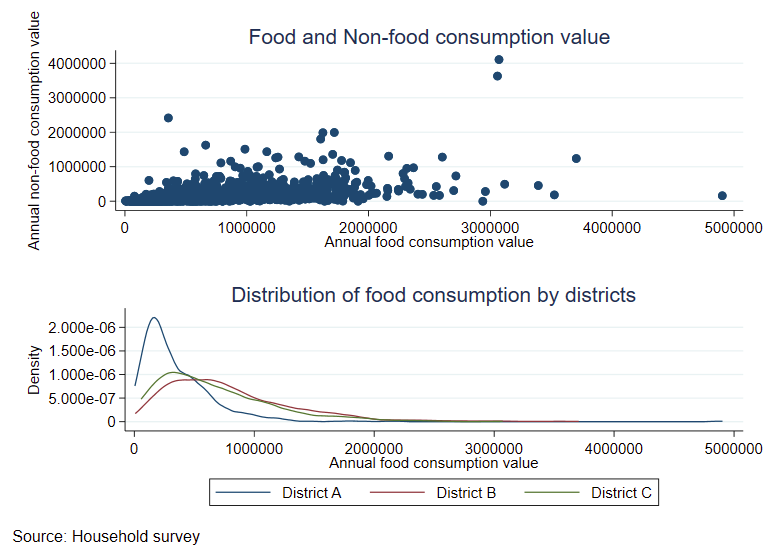 Food and Non-food consumption value
Annual non-food consumption value
4000000
3000000
2000000
1000000
0
0 1000000 2000000 3000000 4000000 5000000
Annual food consumption value
Distribution of food consumption by districts
Density
2.000e-06
1.500e-06
1.000e-06
5.000e-07
0
0 1000000 2000000 3000000 4000000 5000000
Annual food consumption value
District A District B District C
Source: Household survey